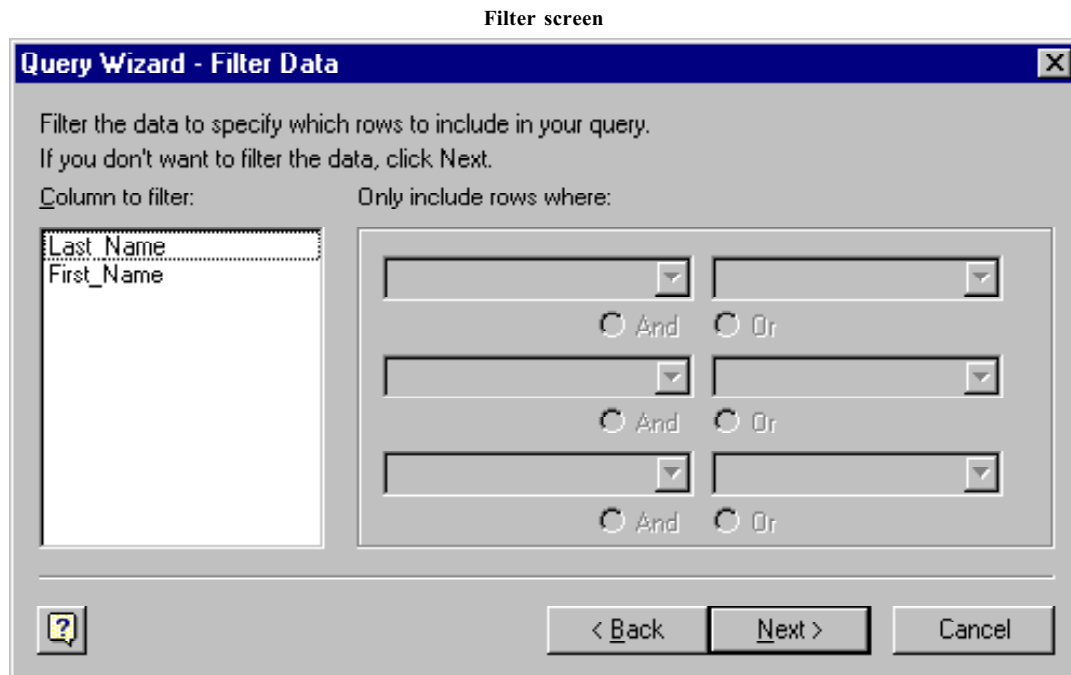 Filter screen
Query Wizard - Filter Data
Filter the data to specify which rows to include in your query.
If you don't want to filter the data, click Next.
Column to filter:
Only include rows where:
Last_Name
First_Name
And Or
And Or
And Or
< Back Next > Cancel